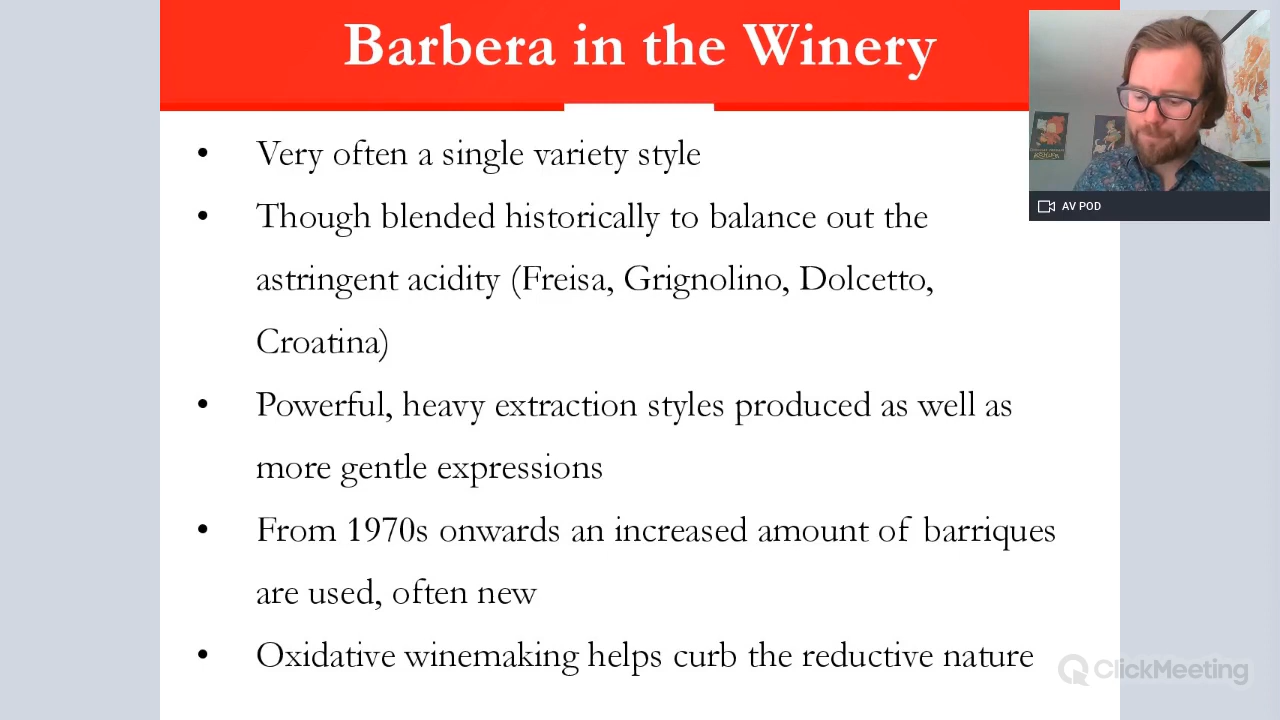 Barbera in the Winery
• Very often a single variety style
• Though blended historically to balance out the
astringent acidity (Freisa, Grignolino, Dolcetto,
Croatina)
• Powerful, heavy extraction styles produced as well as
more gentle expressions
• From 1970s onwards an increased amount of barriques
are used, often new
• Oxidative winemaking helps curb the reductive nature
AV POD
ClickMeeting